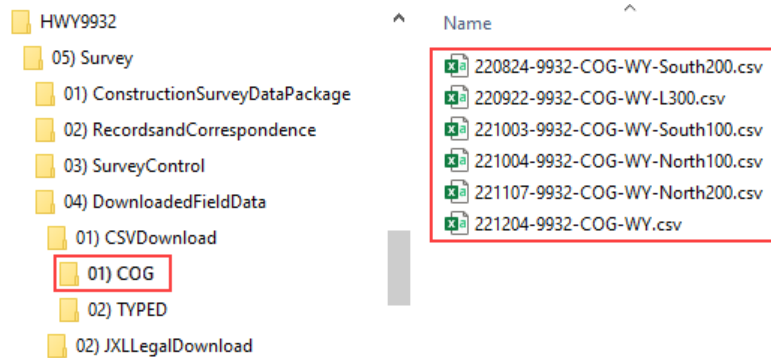 HWY9932
05) Survey
01) ConstructionSurveyDataPackage
02) RecordsandCorrespondence
03) SurveyControl
04) DownloadedFieldData
01) CSVDownload
01) COG
02) TYPED
02) JXLLegalDownload
Name
220824-9932-COG-WY-South200.csv
220922-9932-COG-WY-L300.csv
221003-9932-COG-WY-South100.csv
221004-9932-COG-WY-North100.csv
221107-9932-COG-WY-North200.csv
221204-9932-COG-WY.csv